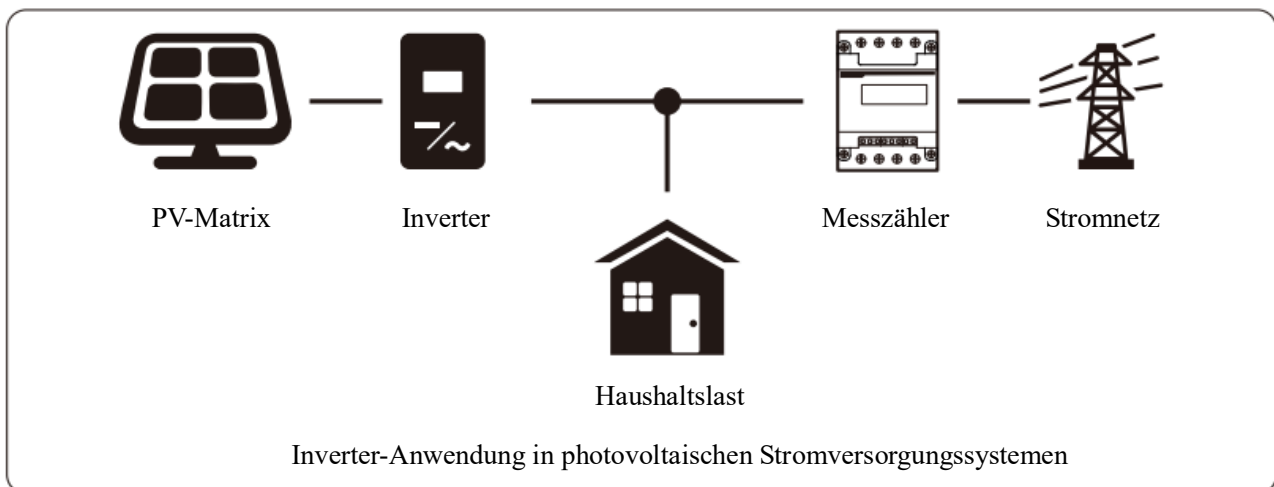 PV-Matrix
Inverter
Messzähler
Stromnetz
Haushaltslast
Inverter-Anwendung in photovoltaischen Stromversorgungssystemen